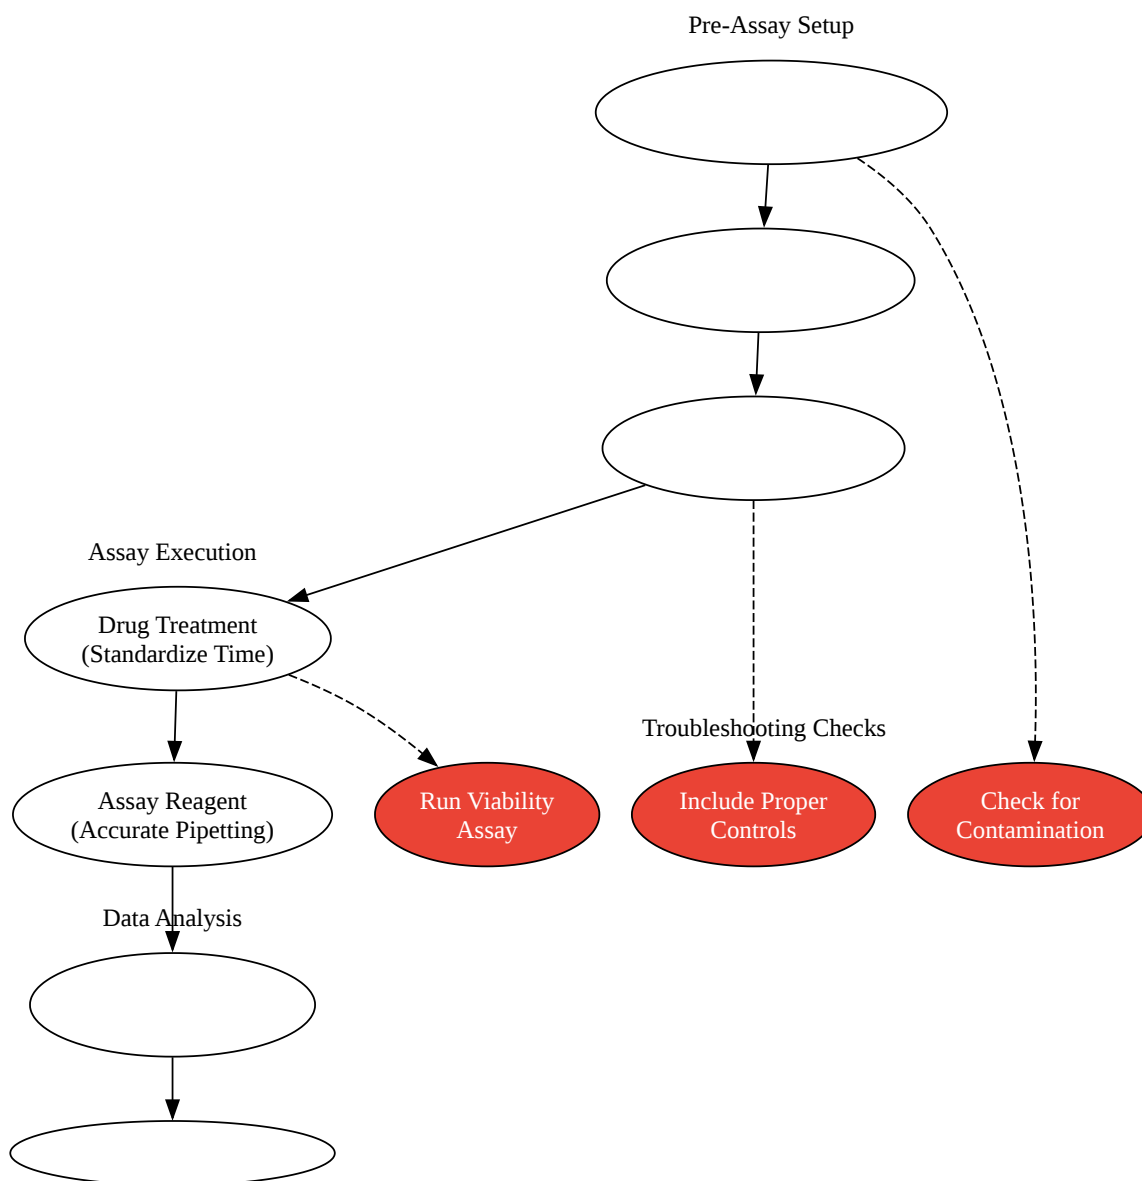 Pre-Assay Setup
Assay Execution
Drug Treatment
(Standardize Time)
Troubleshooting Checks
Assay Reagent
(Accurate Pipetting)
Run Viability
Assay
Include Proper
Controls
Check for
Contamination
Data Analysis